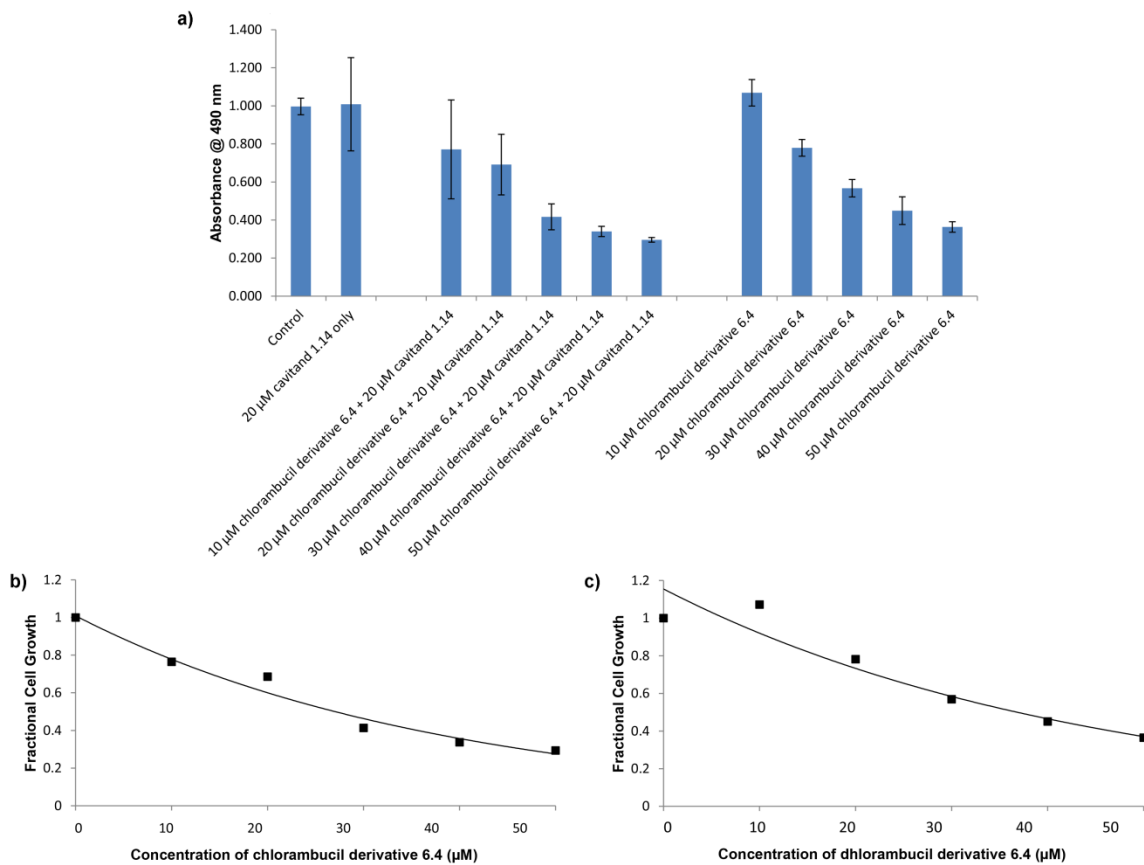 a)
1.400
1.200
1.000
0.800
0.600
0.400
0.200
0.000
Absorbance @ 490 nm
Control
20 µM cavitand 1.14 only
10 µM chlorambucil derivative 6.4 + 20 µM cavitand 1.14
20 µM chlorambucil derivative 6.4 + 20 µM cavitand 1.14
30 µM chlorambucil derivative 6.4 + 20 µM cavitand 1.14
40 µM chlorambucil derivative 6.4 + 20 µM cavitand 1.14
50 µM chlorambucil derivative 6.4 + 20 µM cavitand 1.14
10 µM chlorambucil derivative 6.4
20 µM chlorambucil derivative 6.4
30 µM chlorambucil derivative 6.4
40 µM chlorambucil derivative 6.4
50 µM chlorambucil derivative 6.4
b)
1.2
1
0.8
0.6
0.4
0.2
0
Fractional Cell Growth
0 10 20 30 40 50
Concentration of chlorambucil derivative 6.4 (µM)
c)
1.2
1
0.8
0.6
0.4
0.2
0
Fractional Cell Growth
0 10 20 30 40 50
Concentration of dhlorambucil derivative 6.4 (µM)